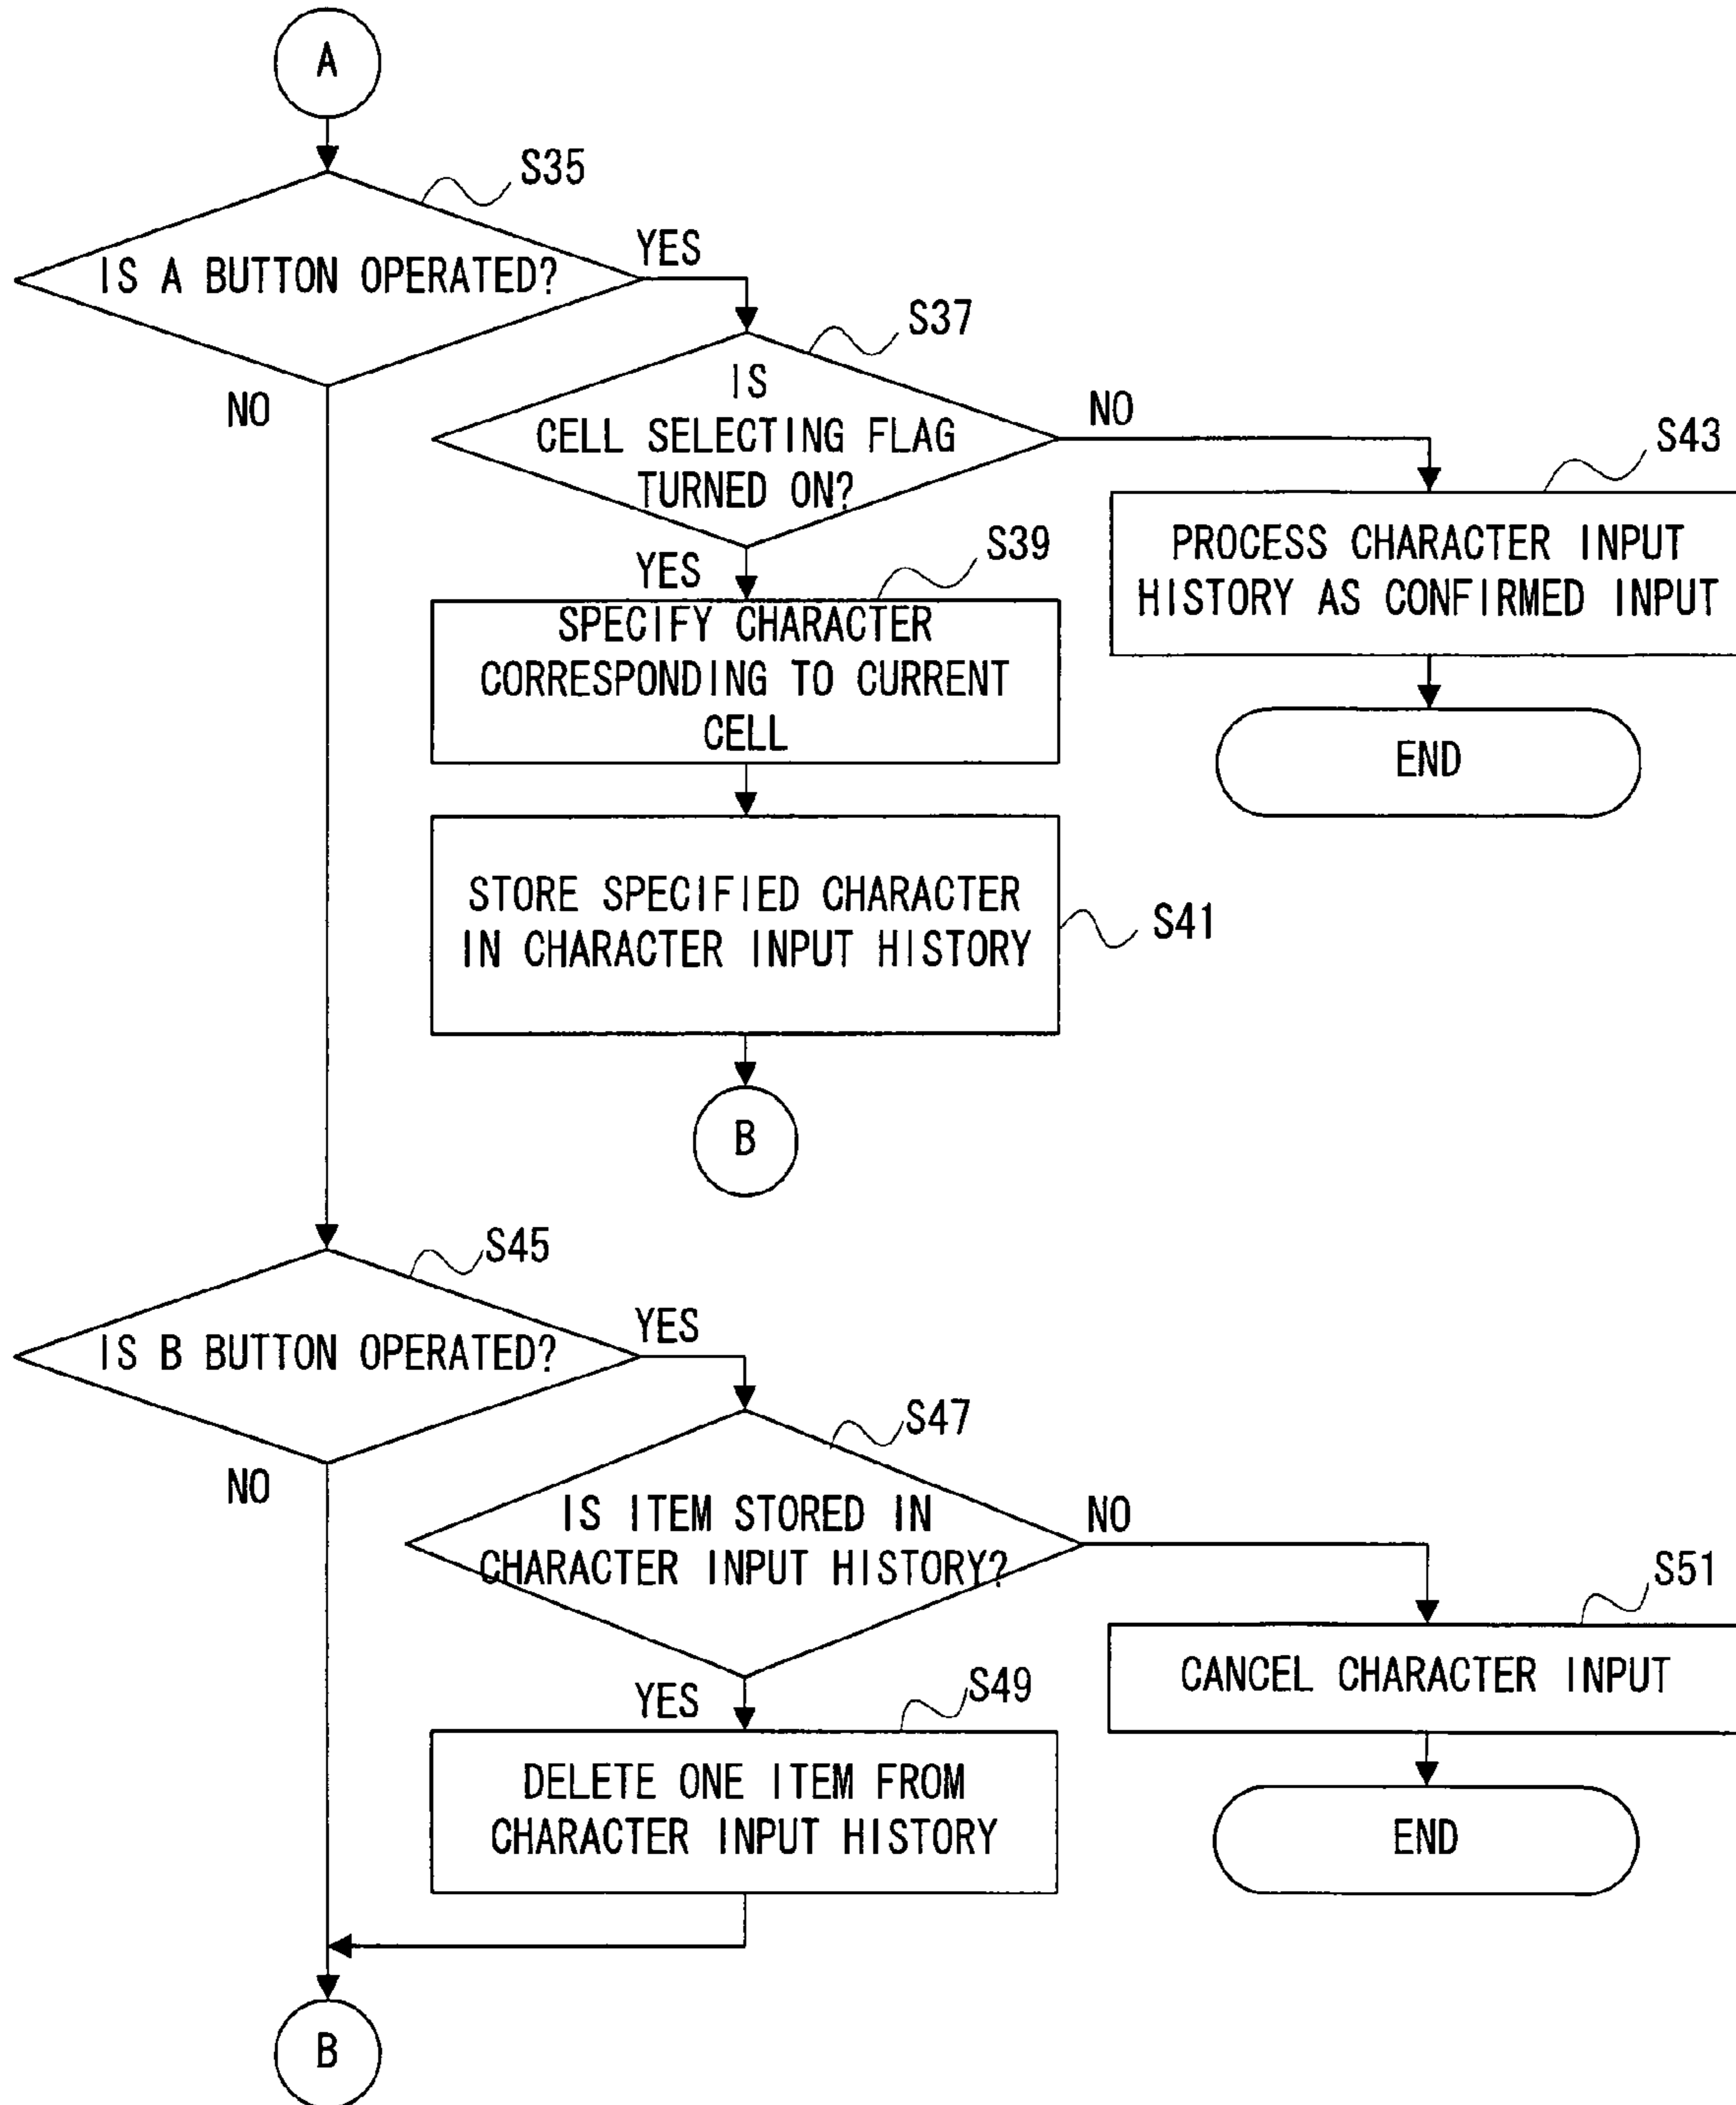 A
S35
IS A BUTTON OPERATED?
YES
NO
S37
IS
CELL SELECTING FLAG
TURNED ON?
NO
YES
S43
PROCESS CHARACTER INPUT
HISTORY AS CONFIRMED INPUT
END
S39
SPECIFY CHARACTER
CORRESPONDING TO CURRENT
CELL
STORE SPECIFIED CHARACTER
IN CHARACTER INPUT HISTORY
S41
B
S45
IS B BUTTON OPERATED?
YES
NO
S47
IS ITEM STORED IN
CHARACTER INPUT HISTORY?
NO
YES
S51
CANCEL CHARACTER INPUT
END
S49
DELETE ONE ITEM FROM
CHARACTER INPUT HISTORY
B